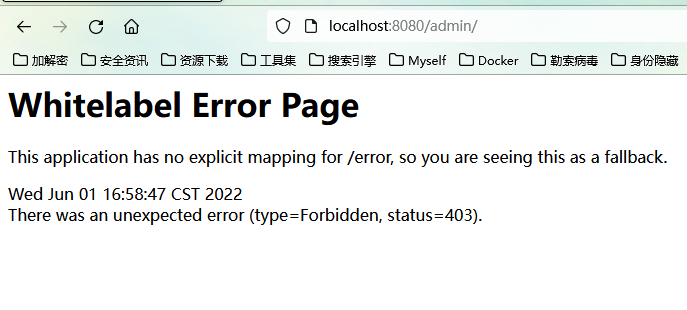 localhost:8080/admin/
加解密 安全资讯 资源下载 工具集 搜索引擎 Myself Docker 勒索病毒 身份隐藏
Whitelabel Error Page
This application has no explicit mapping for /error, so you are seeing this as a fallback.
Wed Jun 01 16:58:47 CST 2022
There was an unexpected error (type=Forbidden, status=403).